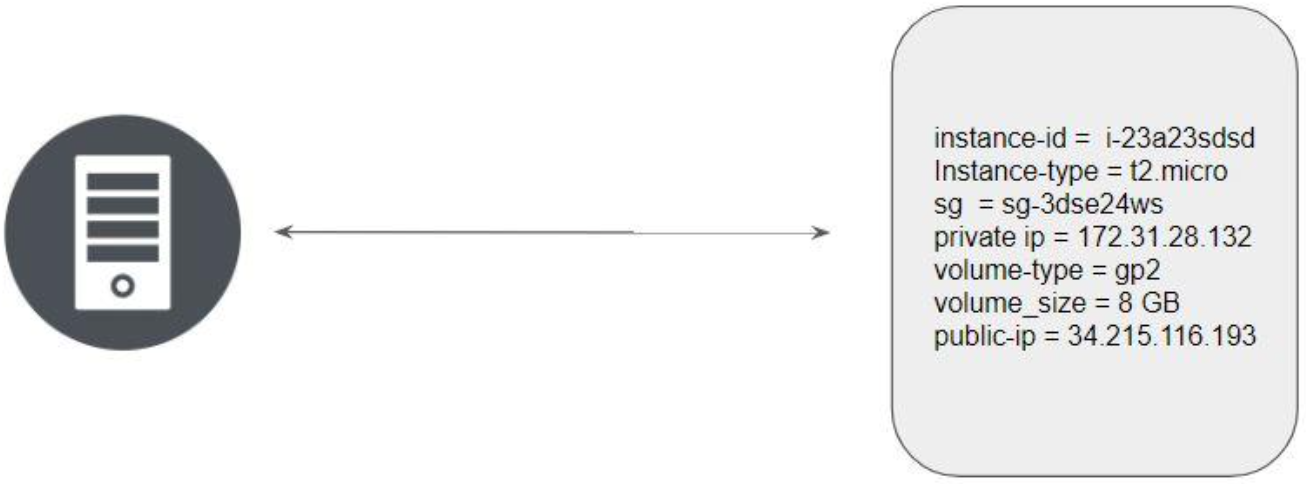 instance-id =  i-23a23sdsd
Instance-type = t2.micro
sg  = sg-3dse24ws
private ip = 172.31.28.132
volume-type = gp2
volume_size = 8 GB
public-ip = 34.215.116.193